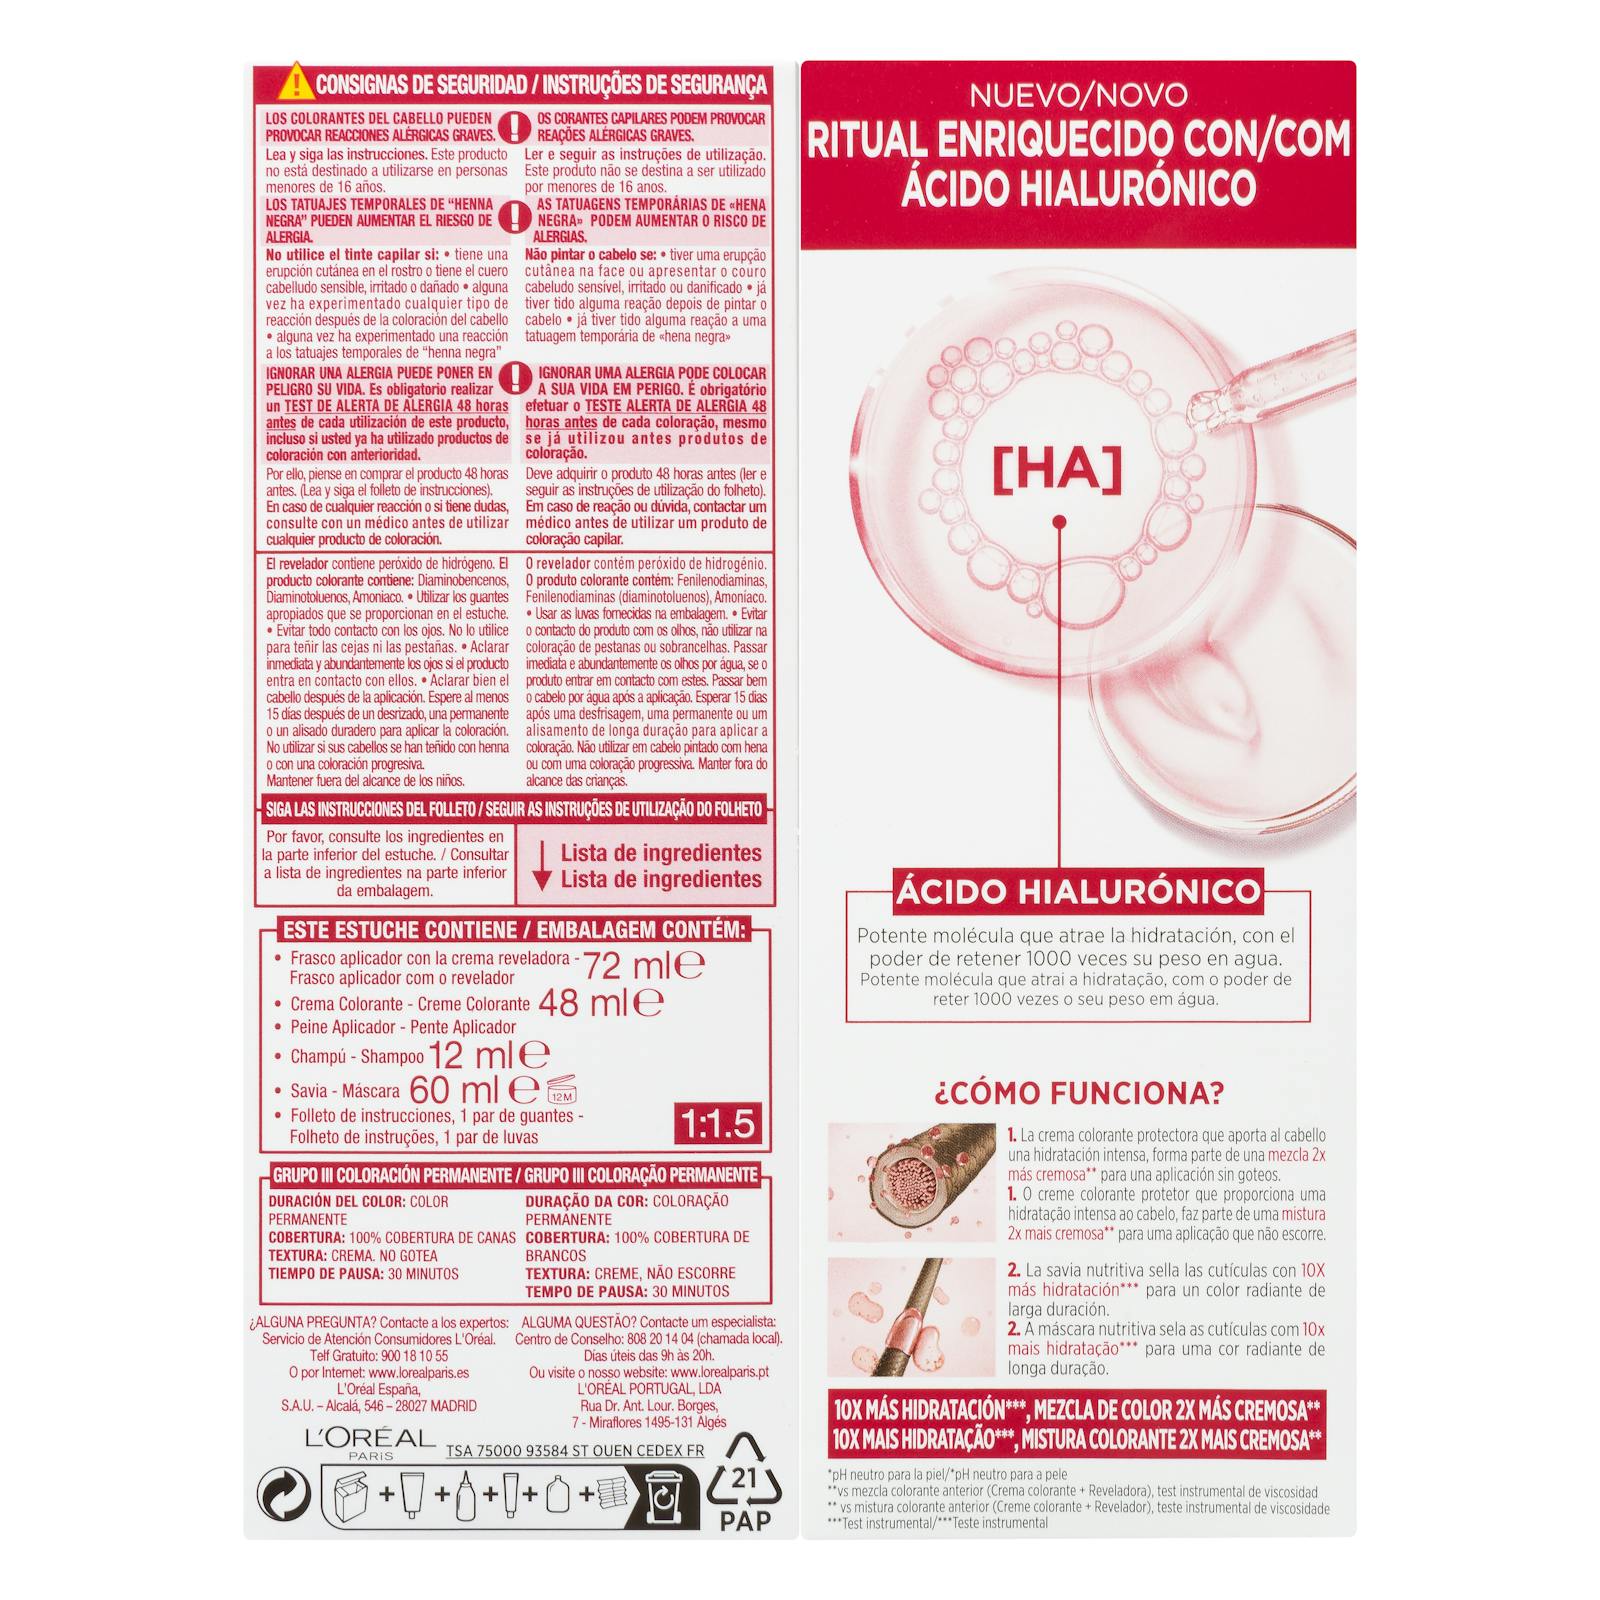 CONSIGNAS DE SEGURIDAD / INSTRUÇÕES DE SEGURANÇA
LOS COLORANTES DEL CABELLO PUEDEN
PROVOCAR REACCIONES ALÉRGICAS GRAVES.
Lea y siga las instrucciones. Este producto
no está destinado a utilizarse en personas
menores de 16 años.
LOS TATUAJES TEMPORALES DE “HENNA
NEGRA” PUEDEN AUMENTAR EL RIESGO DE
ALERGIA.
No utilice el tinte capilar si: • tiene una
erupción cutánea en el rostro o tiene el cuero
cabelludo sensible, irritado o dañado • alguna
vez ha experimentado cualquier tipo de
reacción después de la coloración del cabello
• alguna vez ha experimentado una reacción
a los tatuajes temporales de “henna negra”
IGNORAR UNA ALERGIA PUEDE PONER EN
PELIGRO SU VIDA. Es obligatorio realizar
un TEST DE ALERTA DE ALERGIA 48 horas
antes de cada utilización de este producto,
incluso si usted ya ha utilizado productos de
coloración con anterioridad.
Por ello, piense en comprar el producto 48 horas
antes. (Lea y siga el folleto de instrucciones).
En caso de cualquier reacción o si tiene dudas,
consulte con un médico antes de utilizar
cualquier producto de coloración.
OS CORANTES CAPILARES PODEM PROVOCAR
REAÇÕES ALÉRGICAS GRAVES.
Ler e seguir as instruções de utilização.
Este produto não se destina a ser utilizado
por menores de 16 anos.
AS TATUAGENS TEMPORÁRIAS DE «HENA
NEGRA» PODEM AUMENTAR O RISCO DE
ALERGIAS.
Não pintar o cabelo se: • tiver uma erupção
cutânea na face ou apresentar o couro
cabeludo sensível, irritado ou danificado • já
tiver tido alguma reação depois de pintar o
cabelo • já tiver tido alguma reação a uma
tatuagem temporária de «hena negra»
IGNORAR UMA ALERGIA PODE COLOCAR
A SUA VIDA EM PERIGO. É obrigatório
efetuar o TESTE ALERTA DE ALERGIA 48
horas antes de cada coloração, mesmo
se já utilizou antes produtos de
coloração.
Deve adquirir o produto 48 horas antes (ler e
seguir as instruções de utilização do folheto).
Em caso de reação ou dúvida, contactar um
médico antes de utilizar um produto de
coloração capilar.
El revelador contiene peróxido de hidrógeno. El
producto colorante contiene: Diaminobencenos,
Diaminotoluenos, Amoniaco. • Utilizar los guantes
apropiados que se proporcionan en el estuche.
• Evitar todo contacto con los ojos. No lo utilice
para teñir las cejas ni las pestañas. • Aclarar
inmediata y abundantemente los ojos si el producto
entra en contacto con ellos. • Aclarar bien el
cabello después de la aplicación. Espere al menos
15 días después de un desrizado, una permanente
o un alisado duradero para aplicar la coloración.
No utilizar si sus cabellos se han teñido con henna
o con una coloración progresiva.
Mantener fuera del alcance de los niños.
O revelador contém peróxido de hidrogénio.
O produto colorante contém: Fenilenodiaminas,
Fenilenodiaminas (diaminotoluenos), Amoníaco.
• Usar as luvas fornecidas na embalagem. • Evitar
o contacto do produto com os olhos, não utilizar na
coloração de pestanas ou sobrancelhas. Passar
imediata e abundantemente os olhos por água, se o
produto entrar em contacto com estes. Passar bem
o cabelo por água após a aplicação. Esperar 15 dias
após uma desfrisagem, uma permanente ou um
alisamento de longa duração para aplicar a
coloração. Não utilizar em cabelo pintado com hena
ou com uma coloração progressiva. Manter fora do
alcance das crianças.
SIGA LAS INSTRUCCIONES DEL FOLLETO / SEGUIR AS INSTRUÇÕES DE UTILIZAÇÃO DO FOLHETO
Por favor, consulte los ingredientes en
la parte inferior del estuche. / Consultar
a lista de ingredientes na parte inferior
da embalagem.
Lista de ingredientes
Lista de ingredientes
ESTE ESTUCHE CONTIENE / EMBALAGEM CONTÉM:
• Frasco aplicador con la crema reveladora - 72 ml℮
Frasco aplicador com o revelador
• Crema Colorante - Creme Colorante 48 ml℮
• Peine Aplicador - Pente Aplicador
• Champú - Shampoo 12 ml℮
• Savia - Máscara 60 ml ℮ 12M
• Folleto de instrucciones, 1 par de guantes -
Folheto de instruções, 1 par de luvas
1:1.5
GRUPO III COLORACIÓN PERMANENTE / GRUPO III COLORAÇÃO PERMANENTE
DURACIÓN DEL COLOR: COLOR
PERMANENTE
COBERTURA: 100% COBERTURA DE CANAS
TEXTURA: CREMA. NO GOTEA
TIEMPO DE PAUSA: 30 MINUTOS
DURAÇÃO DA COR: COLORAÇÃO
PERMANENTE
COBERTURA: 100% COBERTURA DE
BRANCOS
TEXTURA: CREME, NÃO ESCORRE
TEMPO DE PAUSA: 30 MINUTOS
¿ALGUNA PREGUNTA? Contacte a los expertos:
Servicio de Atención Consumidores L'Oréal.
Telf Gratuito: 900 18 10 55
O por Internet: www.lorealparis.es
L'Oréal España,
S.A.U. – Alcalá, 546 – 28027 MADRID
ALGUMA QUESTÃO? Contacte um especialista:
Centro de Conselho: 808 20 14 04 (chamada local).
Dias úteis das 9h às 20h.
Ou visite o nosso website: www.lorealparis.pt
L'ORÉAL PORTUGAL, LDA
Rua Dr. Ant. Lour. Borges,
7 - Miraflores 1495-131 Algés
L'ORÉAL
PARIS
TSA 75000 93584 ST OUEN CEDEX FR
+ + + + +
21
PAP
NUEVO/NOVO
RITUAL ENRIQUECIDO CON/COM
ÁCIDO HIALURÓNICO
[HA]
ÁCIDO HIALURÓNICO
Potente molécula que atrae la hidratación, con el
poder de retener 1000 veces su peso en agua.
Potente molécula que atrai a hidratação, com o poder de
reter 1000 vezes o seu peso em água.
¿CÓMO FUNCIONA?
1. La crema colorante protectora que aporta al cabello
una hidratación intensa, forma parte de una mezcla 2x
más cremosa** para una aplicación sin goteos.
1. O creme colorante protetor que proporciona uma
hidratação intensa ao cabelo, faz parte de uma mistura
2x mais cremosa** para uma aplicação que não escorre.
2. La savia nutritiva sella las cutículas con 10X
más hidratación*** para un color radiante de
larga duración.
2. A máscara nutritiva sela as cutículas com 10x
mais hidratação*** para uma cor radiante de
longa duração.
10X MÁS HIDRATACIÓN***, MEZCLA DE COLOR 2X MÁS CREMOSA**
10X MAIS HIDRATAÇÃO***, MISTURA COLORANTE 2X MAIS CREMOSA**
*pH neutro para la piel/*pH neutro para a pele
**vs mezcla colorante anterior (Crema colorante + Reveladora), test instrumental de viscosidad
** vs mistura colorante anterior (Creme colorante + Revelador), teste instrumental de viscosidade
***Test instrumental/***Teste instrumental